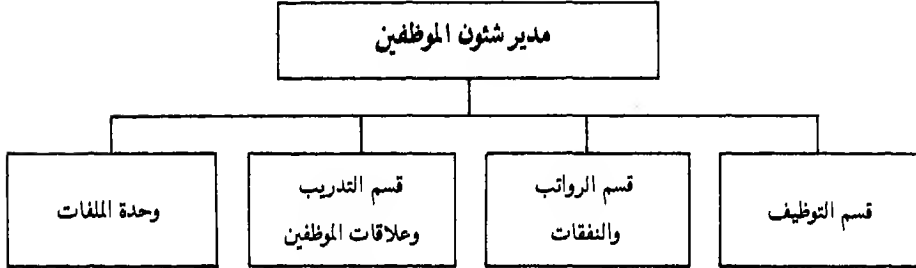 مدير شئون الموظفين
قسم التوظيف
قسم الرواتب
والنفقات
قسم التدريب
وعلاقات الموظفين
وحدة الملفات